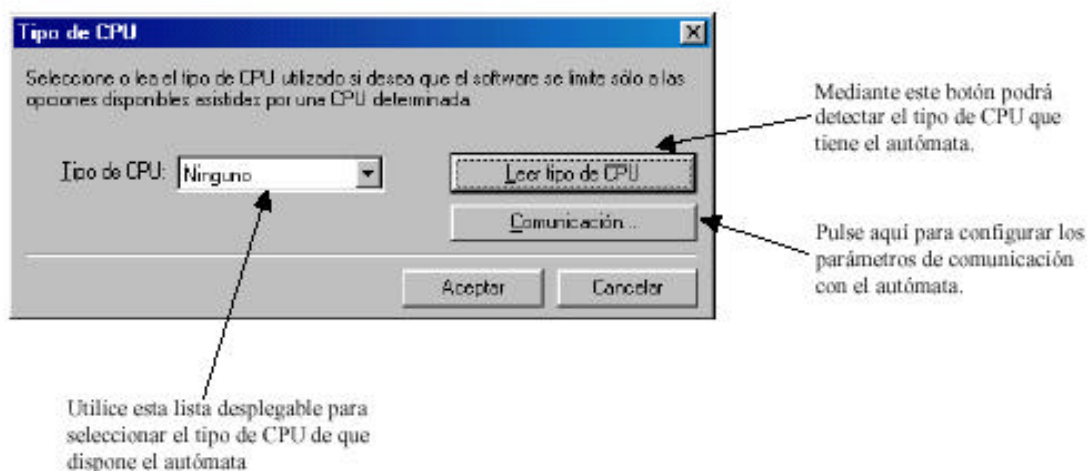 Tipo de CPU
Seleccione o lea el tipo de CPU utilizado si desea que el software se limite sólo a las
opciones disponibles asistidas por una CPU determinada
Tipo de CPU: Ninguno
Leer tipo de CPU
Comunicación...
Aceptar Cancelar
Mediante este botón podrá
detectar el tipo de CPU que
tiene el autómata.
Pulse aquí para configurar los
parámetros de comunicación
con el autómata.
Utilice esta lista desplegable para
seleccionar el tipo de CPU de que
dispone el autómata